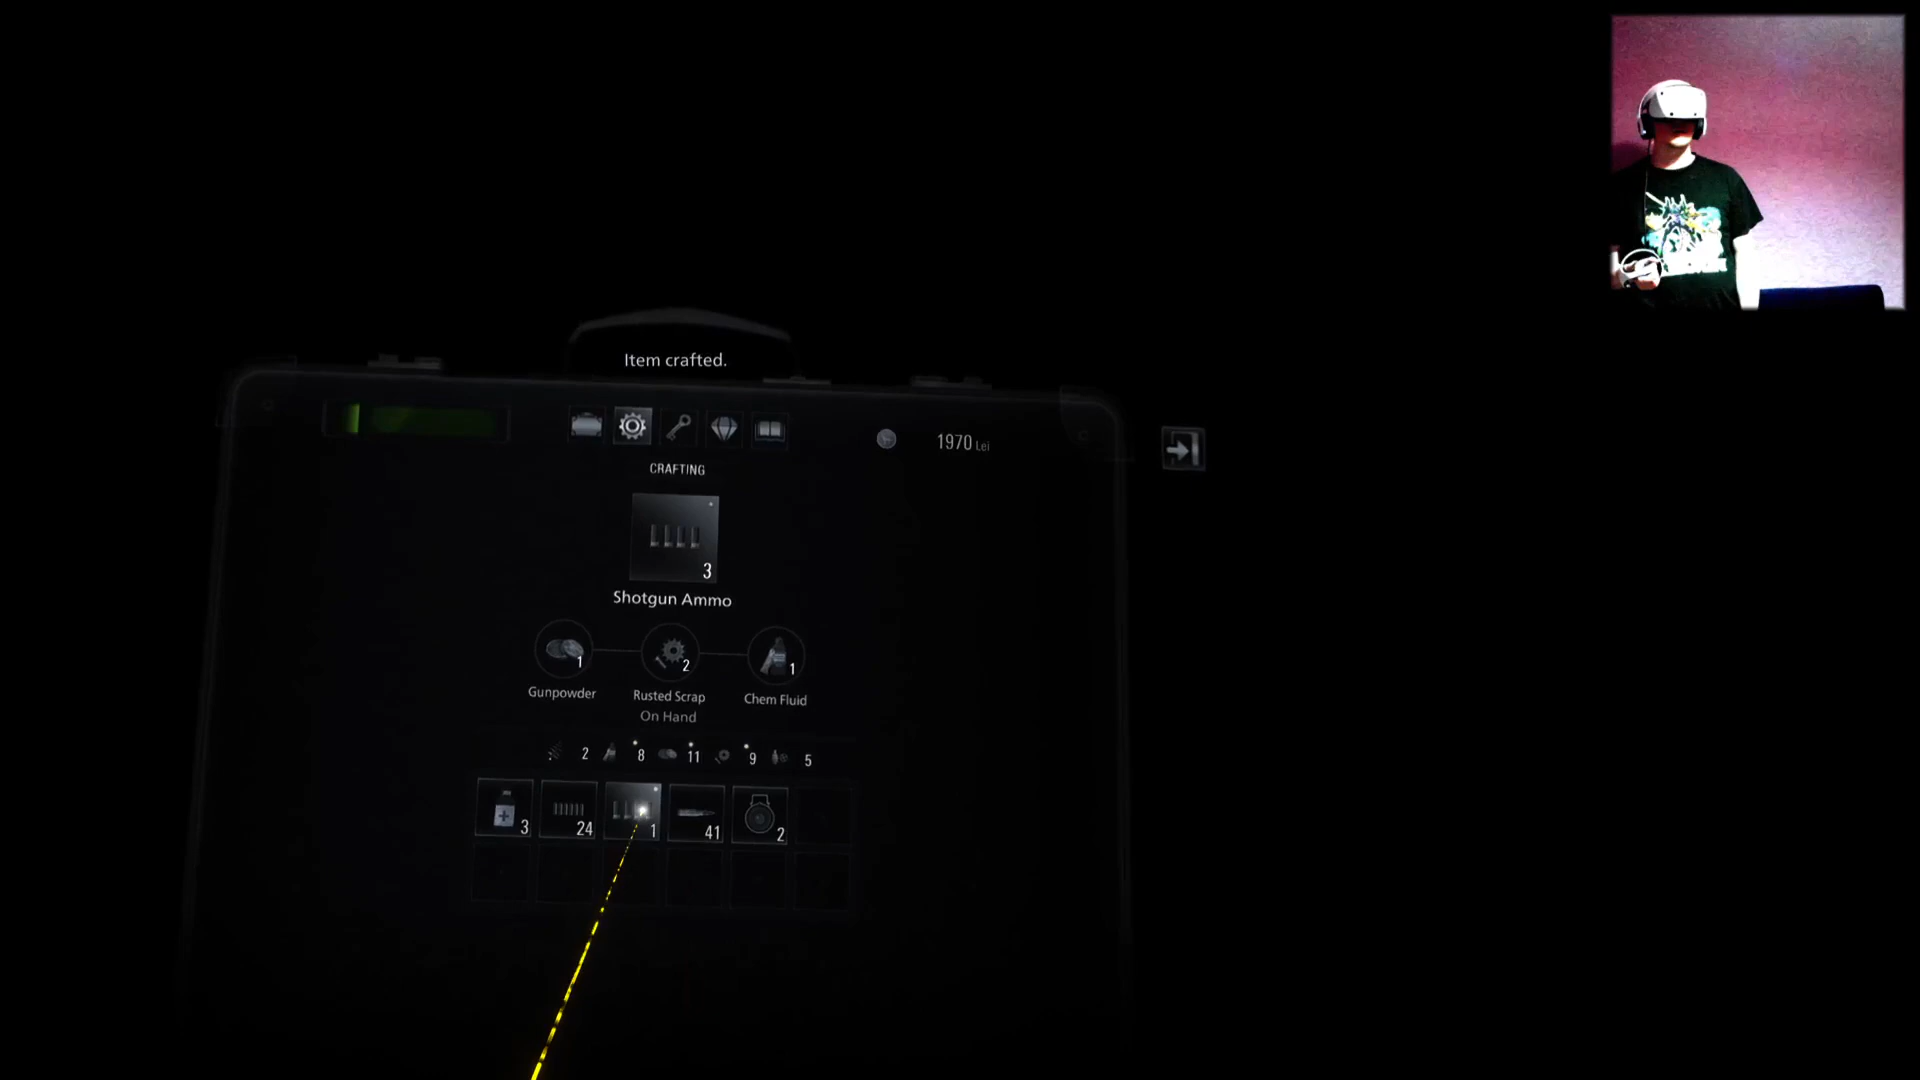 Item crafted.
1970 Lei
CRAFTING
3
Shotgun Ammo
1 2 1
Gunpowder Rusted Scrap Chem Fluid
On Hand
2 8 11 9 5
3 24 1 41 2